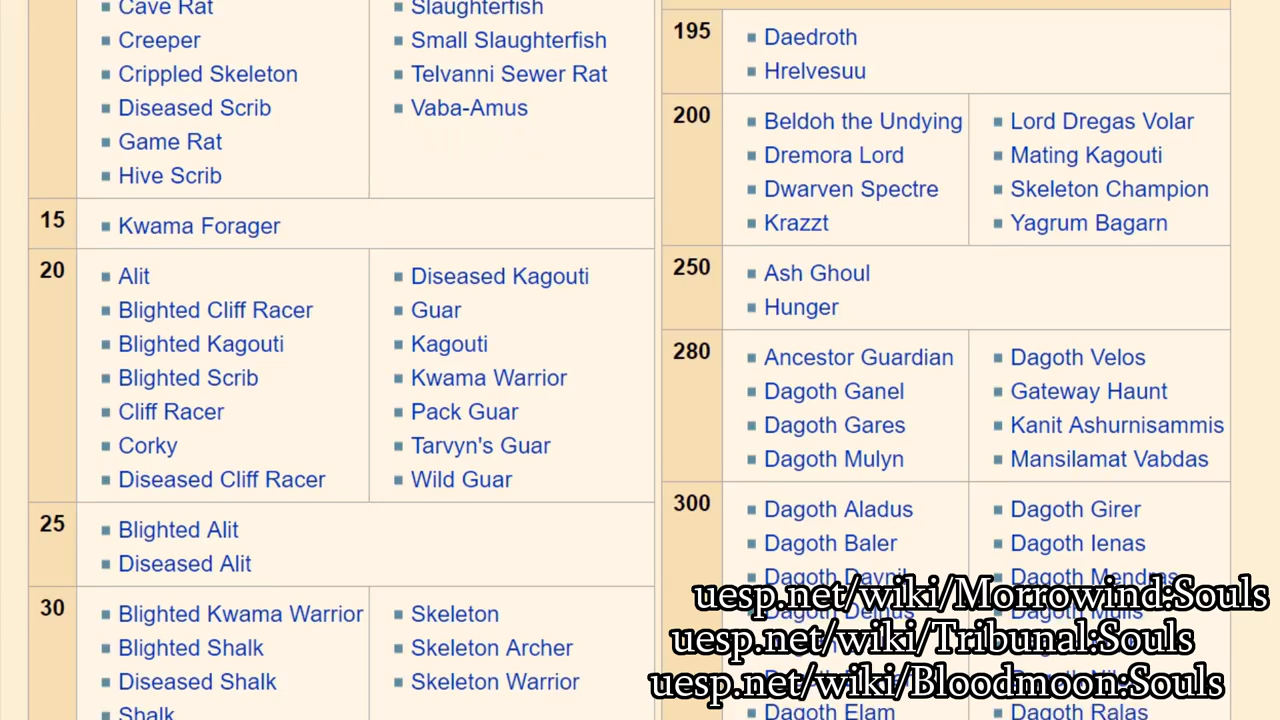 Cave Rat
Creeper
Crippled Skeleton
Diseased Scrib
Game Rat
Hive Scrib
Slaughterfish
Small Slaughterfish
Telvanni Sewer Rat
Vaba-Amus
15
Kwama Forager
20
Alit
Blighted Cliff Racer
Blighted Kagouti
Blighted Scrib
Cliff Racer
Corky
Diseased Cliff Racer
Diseased Kagouti
Guar
Kagouti
Kwama Warrior
Pack Guar
Tarvyn's Guar
Wild Guar
25
Blighted Alit
Diseased Alit
30
Blighted Kwama Warrior
Blighted Shalk
Diseased Shalk
Shalk
Skeleton
Skeleton Archer
Skeleton Warrior
195
Daedroth
Hrelvesuu
200
Beldoh the Undying
Dremora Lord
Dwarven Spectre
Krazzt
Lord Dregas Volar
Mating Kagouti
Skeleton Champion
Yagrum Bagarn
250
Ash Ghoul
Hunger
280
Ancestor Guardian
Dagoth Ganel
Dagoth Gares
Dagoth Mulyn
Dagoth Velos
Gateway Haunt
Kanit Ashurnisammis
Mansilamat Vabdas
300
Dagoth Aladus
Dagoth Baler
Dagoth Daynil
Dagoth Elam
Dagoth Girer
Dagoth Ienas
Dagoth Mendras
Dagoth Ralas
uesp.net/wiki/Morrowind:Souls
uesp.net/wiki/Tribunal:Souls
uesp.net/wiki/Bloodmoon:Souls